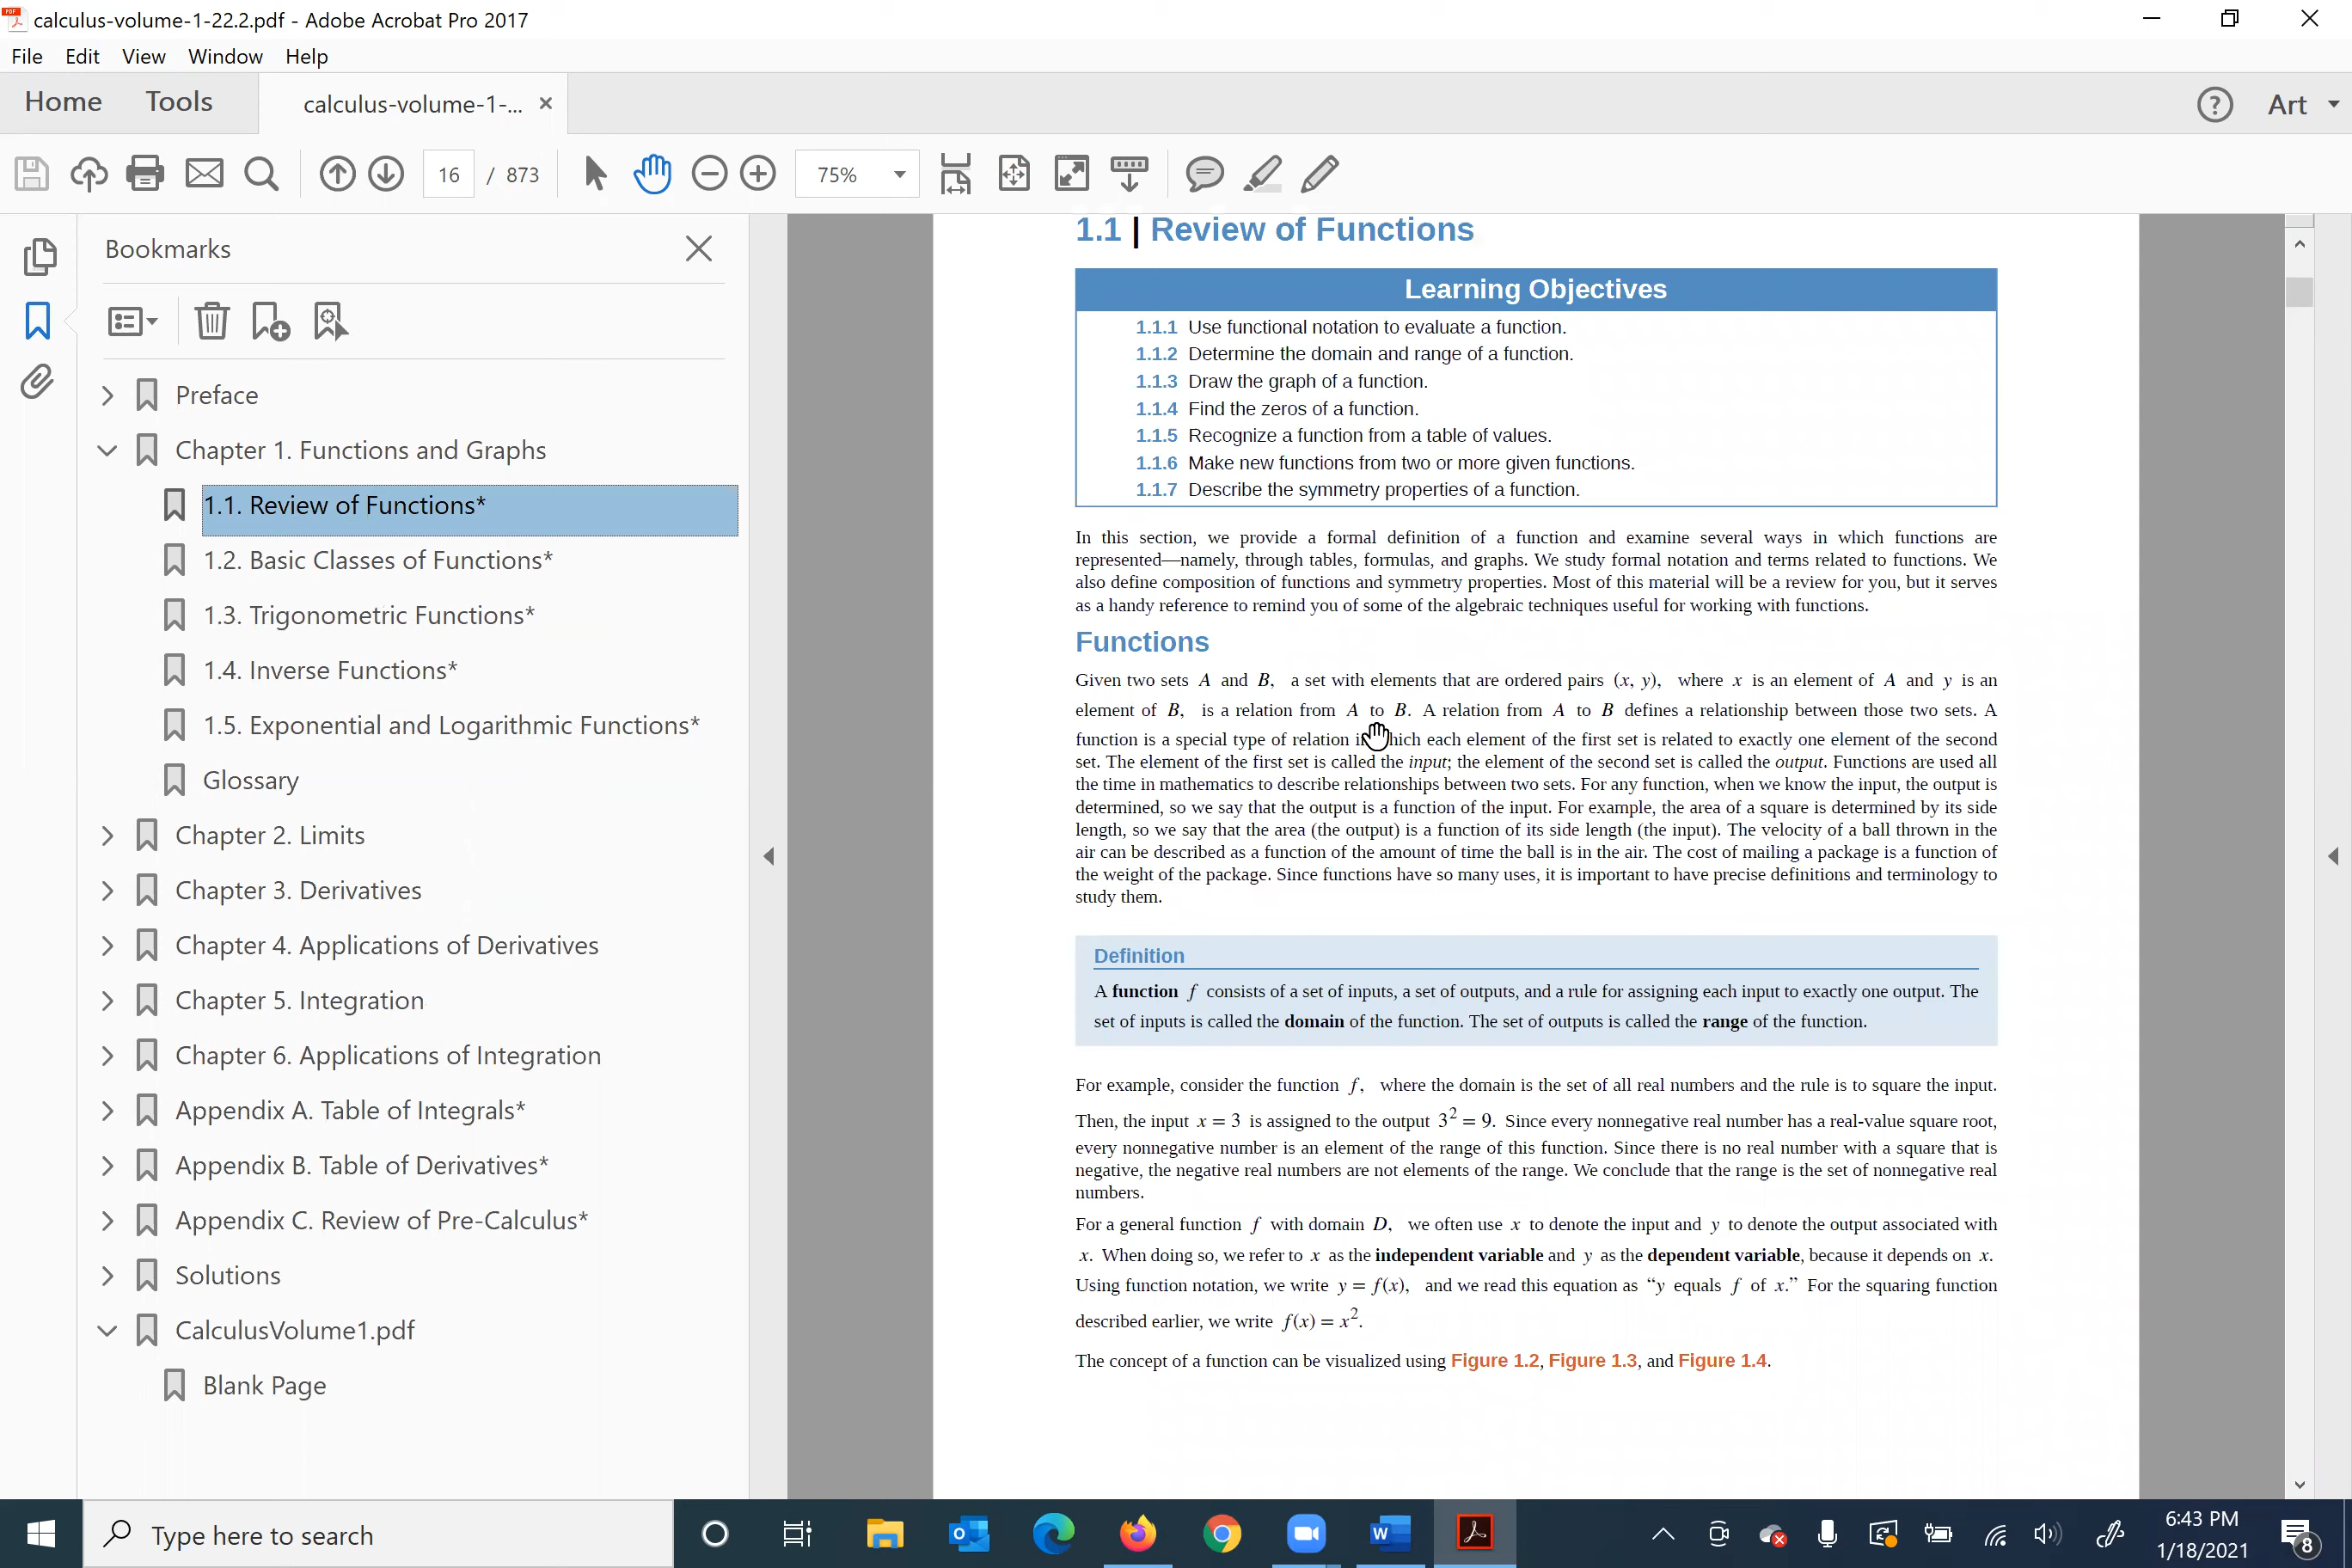 calculus-volume-1-22.2.pdf - Adobe Acrobat Pro 2017
File Edit View Window Help
Home Tools calculus-volume-1-... Art
16 / 873 75%
Bookmarks
Preface
Chapter 1. Functions and Graphs
1.1. Review of Functions*
1.2. Basic Classes of Functions*
1.3. Trigonometric Functions*
1.4. Inverse Functions*
1.5. Exponential and Logarithmic Functions*
Glossary
Chapter 2. Limits
Chapter 3. Derivatives
Chapter 4. Applications of Derivatives
Chapter 5. Integration
Chapter 6. Applications of Integration
Appendix A. Table of Integrals*
Appendix B. Table of Derivatives*
Appendix C. Review of Pre-Calculus*
Solutions
CalculusVolume1.pdf
Blank Page
1.1 | Review of Functions
Learning Objectives
1.1.1 Use functional notation to evaluate a function.
1.1.2 Determine the domain and range of a function.
1.1.3 Draw the graph of a function.
1.1.4 Find the zeros of a function.
1.1.5 Recognize a function from a table of values.
1.1.6 Make new functions from two or more given functions.
1.1.7 Describe the symmetry properties of a function.
In this section, we provide a formal definition of a function and examine several ways in which functions are
represented—namely, through tables, formulas, and graphs. We study formal notation and terms related to functions. We
also define composition of functions and symmetry properties. Most of this material will be a review for you, but it serves
as a handy reference to remind you of some of the algebraic techniques useful for working with functions.
Functions
Given two sets A and B, a set with elements that are ordered pairs (x, y), where x is an element of A and y is an
element of B, is a relation from A to B. A relation from A to B defines a relationship between those two sets. A
function is a special type of relation in which each element of the first set is related to exactly one element of the second
set. The element of the first set is called the input; the element of the second set is called the output. Functions are used all
the time in mathematics to describe relationships between two sets. For any function, when we know the input, the output is
determined, so we say that the output is a function of the input. For example, the area of a square is determined by its side
length, so we say that the area (the output) is a function of its side length (the input). The velocity of a ball thrown in the
air can be described as a function of the amount of time the ball is in the air. The cost of mailing a package is a function of
the weight of the package. Since functions have so many uses, it is important to have precise definitions and terminology to
study them.
Definition
A function f consists of a set of inputs, a set of outputs, and a rule for assigning each input to exactly one output. The
set of inputs is called the domain of the function. The set of outputs is called the range of the function.
For example, consider the function f, where the domain is the set of all real numbers and the rule is to square the input.
Then, the input x = 3 is assigned to the output 3² = 9. Since every nonnegative real number has a real-value square root,
every nonnegative number is an element of the range of this function. Since there is no real number with a square that is
negative, the negative real numbers are not elements of the range. We conclude that the range is the set of nonnegative real
numbers.
For a general function f with domain D, we often use x to denote the input and y to denote the output associated with
x. When doing so, we refer to x as the independent variable and y as the dependent variable, because it depends on x.
Using function notation, we write y = f(x), and we read this equation as “y equals f of x.” For the squaring function
described earlier, we write f(x) = x².
The concept of a function can be visualized using Figure 1.2, Figure 1.3, and Figure 1.4.
Type here to search
6:43 PM
1/18/2021
8